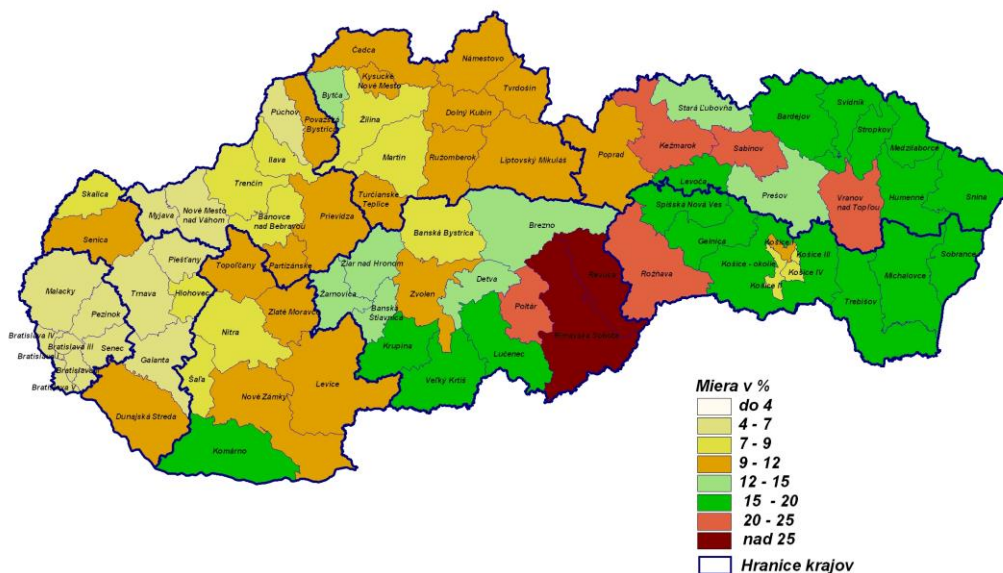 Čadca
Námestovo
Kysucké
Nové Mesto
Tvrdošín
Bytča
Púchov
Považská
Bystrica
Žilina
Dolný Kubín
Stará Ľubovňa
Bardejov
Svidník
Stropkov
Medzilaborce
Ilava
Martin
Ružomberok
Liptovský Mikuláš
Poprad
Kežmarok
Sabinov
Skalica
Trenčín
Levoča
Prešov
Vranov
nad Topľou
Humenné
Snina
Myjava
Nové Mesto
nad Váhom
Bánovce
nad Bebravou
Prievidza
Turčianske
Teplice
Spišská Nová Ves
Senica
Banská Bystrica
Brezno
Gelnica
Košice I
Košice III
Sobrance
Piešťany
Topoľčany
Partizánske
Žiar nad Hronom
Detva
Revúca
Rožňava
Košice - okolie
Košice IV
Košice II
Michalovce
Malacky
Trnava
Hlohovec
Zlaté Moravce
Žarnovica
Banská
Štiavnica
Zvolen
Poltár
Rimavská Sobota
Trebišov
Pezinok
Nitra
Bratislava IV
Bratislava III
Senec
Galanta
Krupina
Lučenec
Bratislava V
Šaľa
Levice
Veľký Krtíš
Dunajská Streda
Nové Zámky
Komárno
Miera v %
do 4
4 - 7
7 - 9
9 - 12
12 - 15
15 - 20
20 - 25
nad 25
Hranice krajov